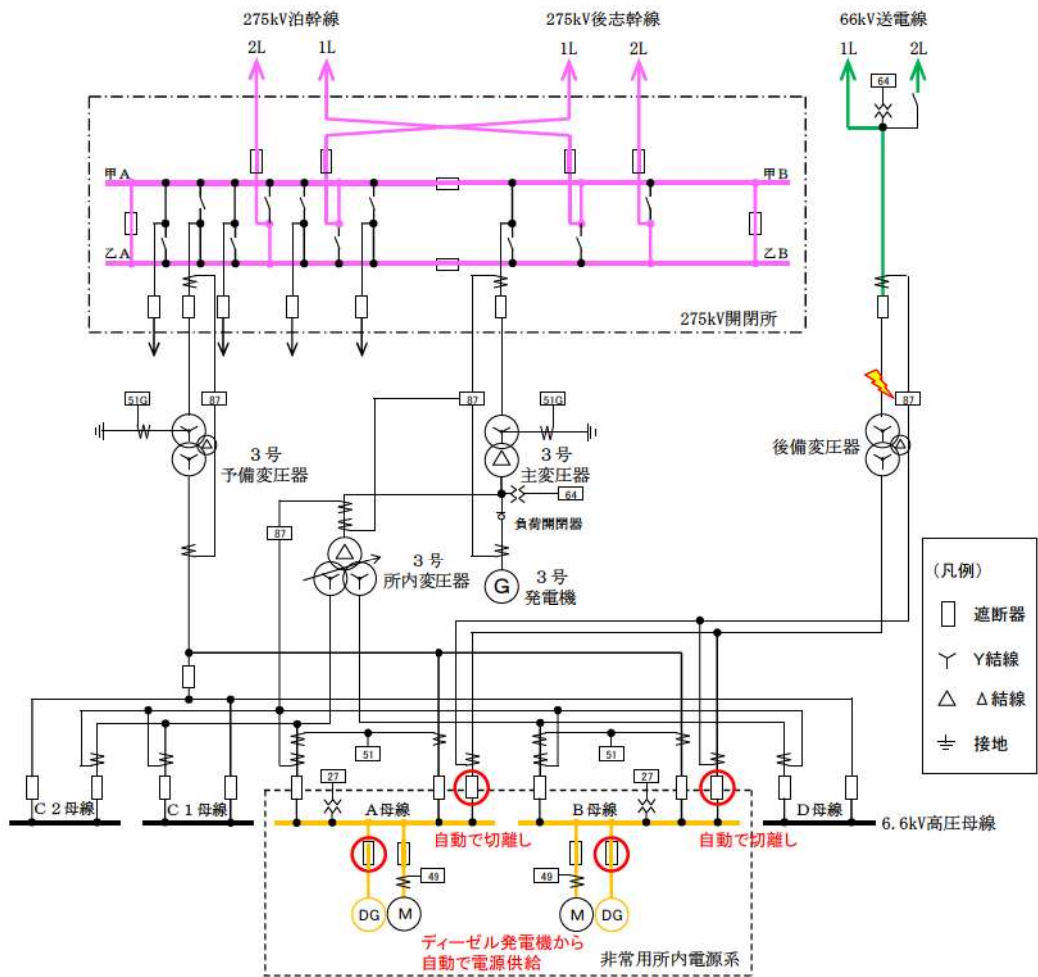 275kV泊幹線
275kV後志幹線
66kV送電線
2L
1L
1L
2L
1L
2L
64
甲A
甲B
乙A
乙B
275kV開閉所
51G
87
87
51G
87
3号
予備変圧器
3号
主変圧器
後備変圧器
64
負荷開閉器
87
3号
所内変圧器
G
3号
発電機
(凡例)
遮断器
Y結線
Δ結線
接地
51
51
27
27
C2母線
C1母線
A母線
B母線
D母線
6.6kV高圧母線
自動で切離し
自動で切離し
49
49
DG
M
M
DG
ディーゼル発電機から
自動で電源供給
非常用所内電源系